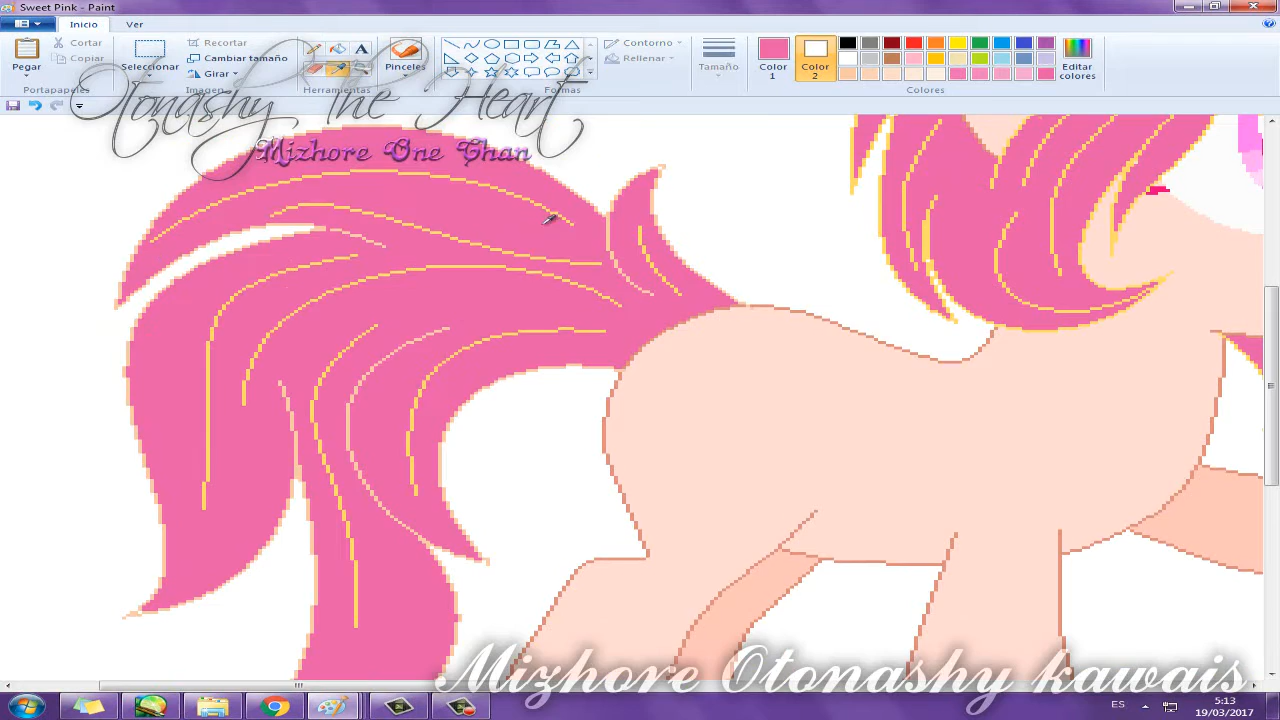 Sweet Pink - Paint
Inicio Ver
Pegar
Cortar
Copiar
Portapapeles
Seleccionar
Recortar
Cambiar tamaño
Girar
Imagen
Herramientas
Pinceles
Formas
Contorno
Rellenar
Tamaño
Color 1
Color 2
Editar colores
Colores
Otonashy The Heart
Mizhore One Chan
Mizhore Otonashy kawais
ES
5:13
19/03/2017